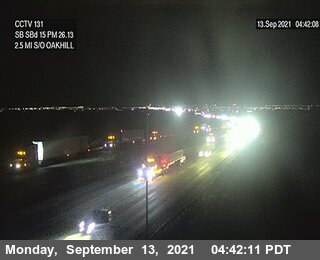 CCTV 131
13.Sep 2021 04:42:08
SB SBd 15 PM 26.13
2.5 MI S/O OAKHILL
Monday, September 13, 2021 04:42:11 PDT